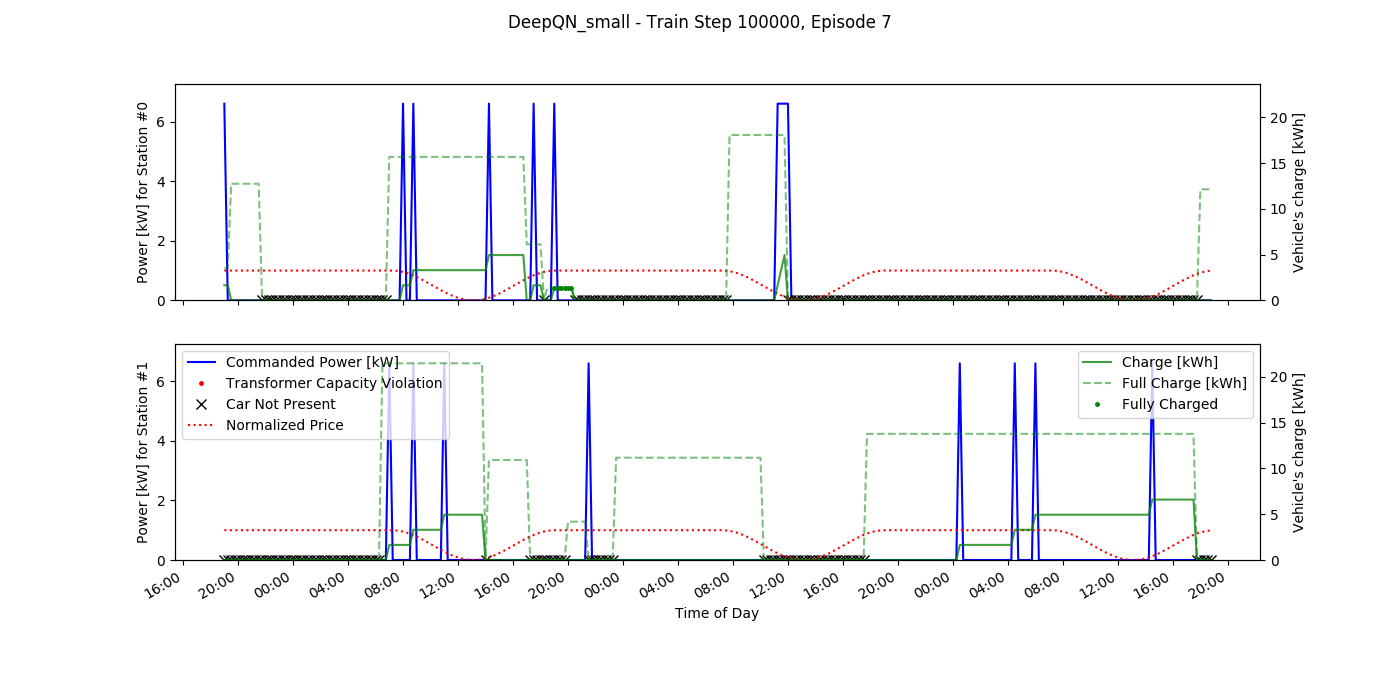 DeepQN_small - Train Step 100000, Episode 7
Power [kW] for Station #0
6
4
2
0
20
15
10
5
0
Vehicle's charge [kWh]
Power [kW] for Station #1
6
4
2
0
Commanded Power [kW]
Transformer Capacity Violation
Car Not Present
Normalized Price
Charge [kWh]
Full Charge [kWh]
Fully Charged
20
15
10
5
0
Vehicle's charge [kWh]
16:00 20:00 00:00 04:00 08:00 12:00 16:00 20:00 00:00 04:00 08:00 12:00 16:00 20:00 00:00 04:00 08:00 12:00 16:00 20:00
Time of Day